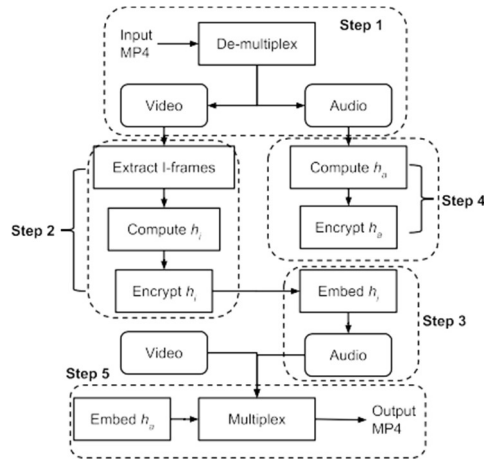 Step 1
Input
MP4
De-multiplex
Video
Audio
Extract I-frames
Compute hₐ
Step 4
Step 2
Compute hᵢ
Encrypt hₐ
Encrypt hᵢ
Embed hᵢ
Step 3
Video
Audio
Step 5
Embed hₐ
Multiplex
Output
MP4